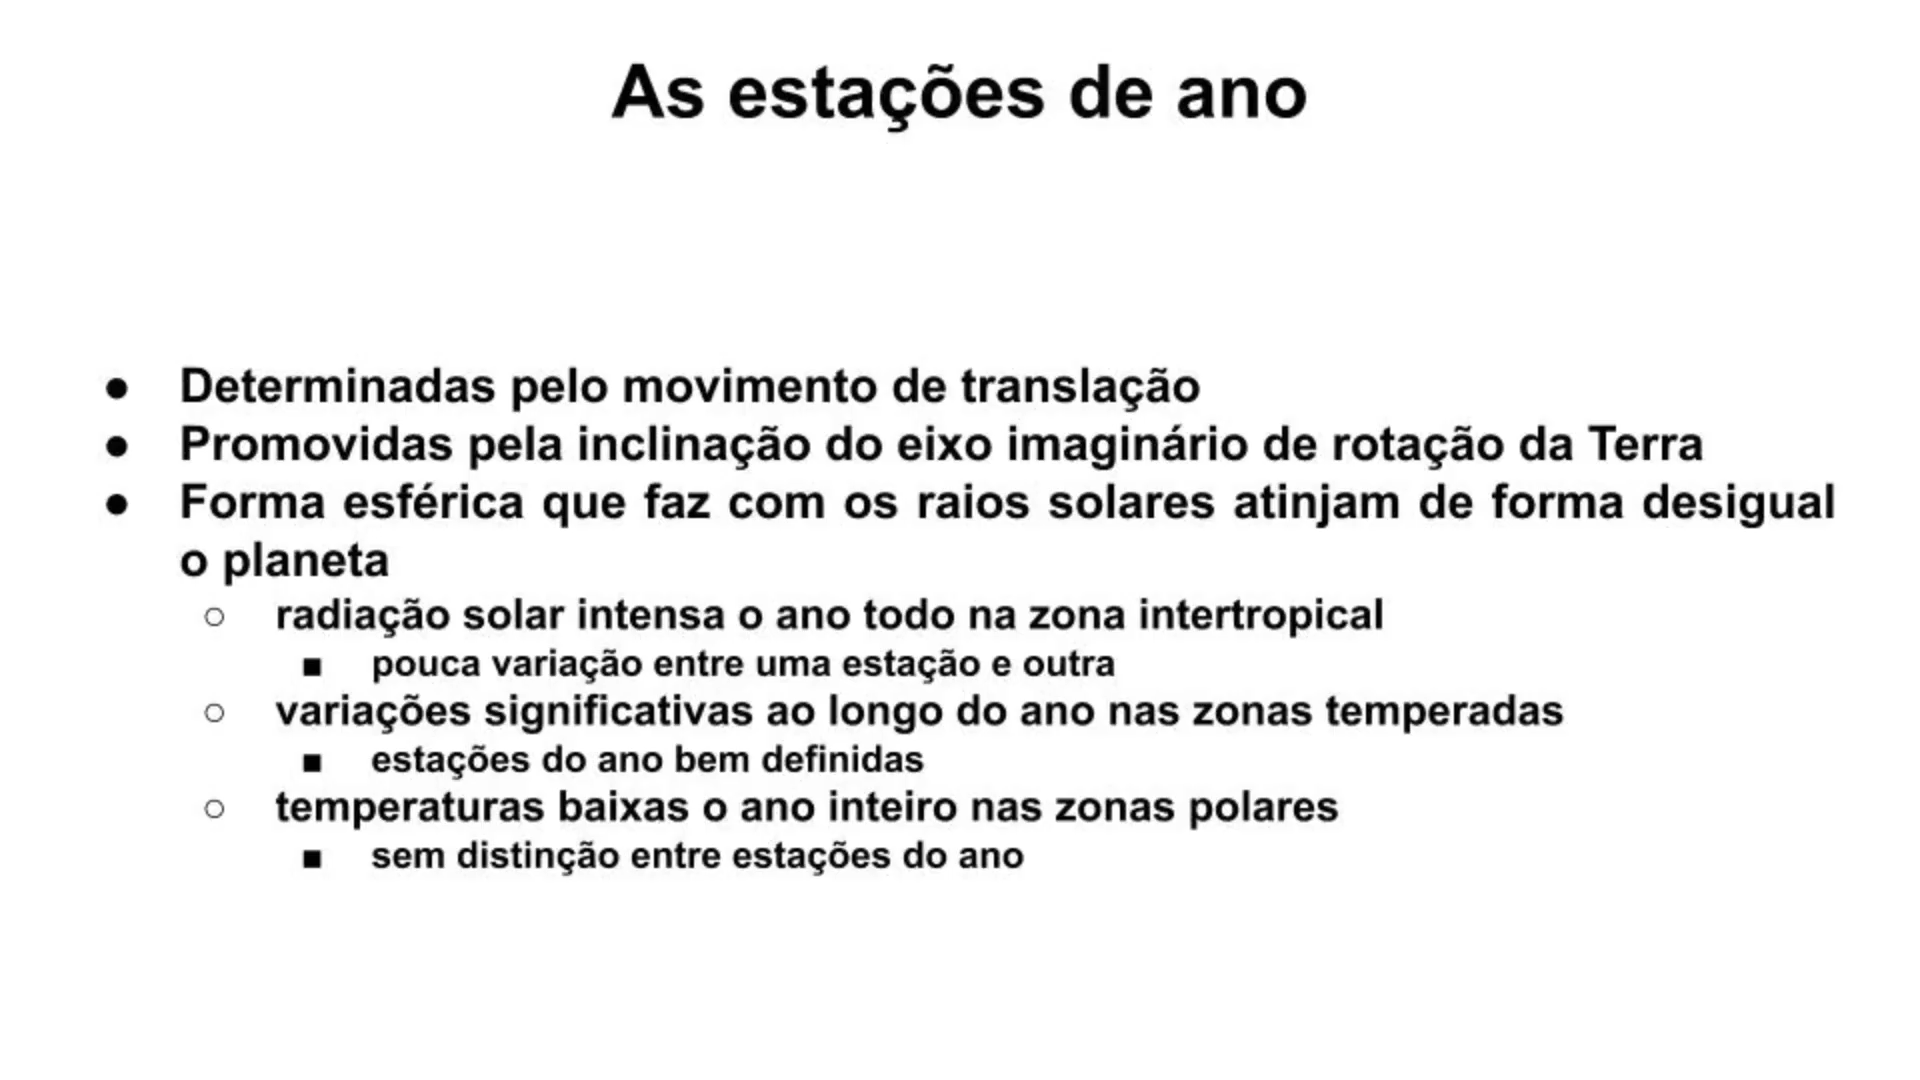 As estações de ano
● Determinadas pelo movimento de translação
● Promovidas pela inclinação do eixo imaginário de rotação da Terra
● Forma esférica que faz com os raios solares atinjam de forma desigual
o planeta
○ radiação solar intensa o ano todo na zona intertropical
■ pouca variação entre uma estação e outra
○ variações significativas ao longo do ano nas zonas temperadas
■ estações do ano bem definidas
○ temperaturas baixas o ano inteiro nas zonas polares
■ sem distinção entre estações do ano